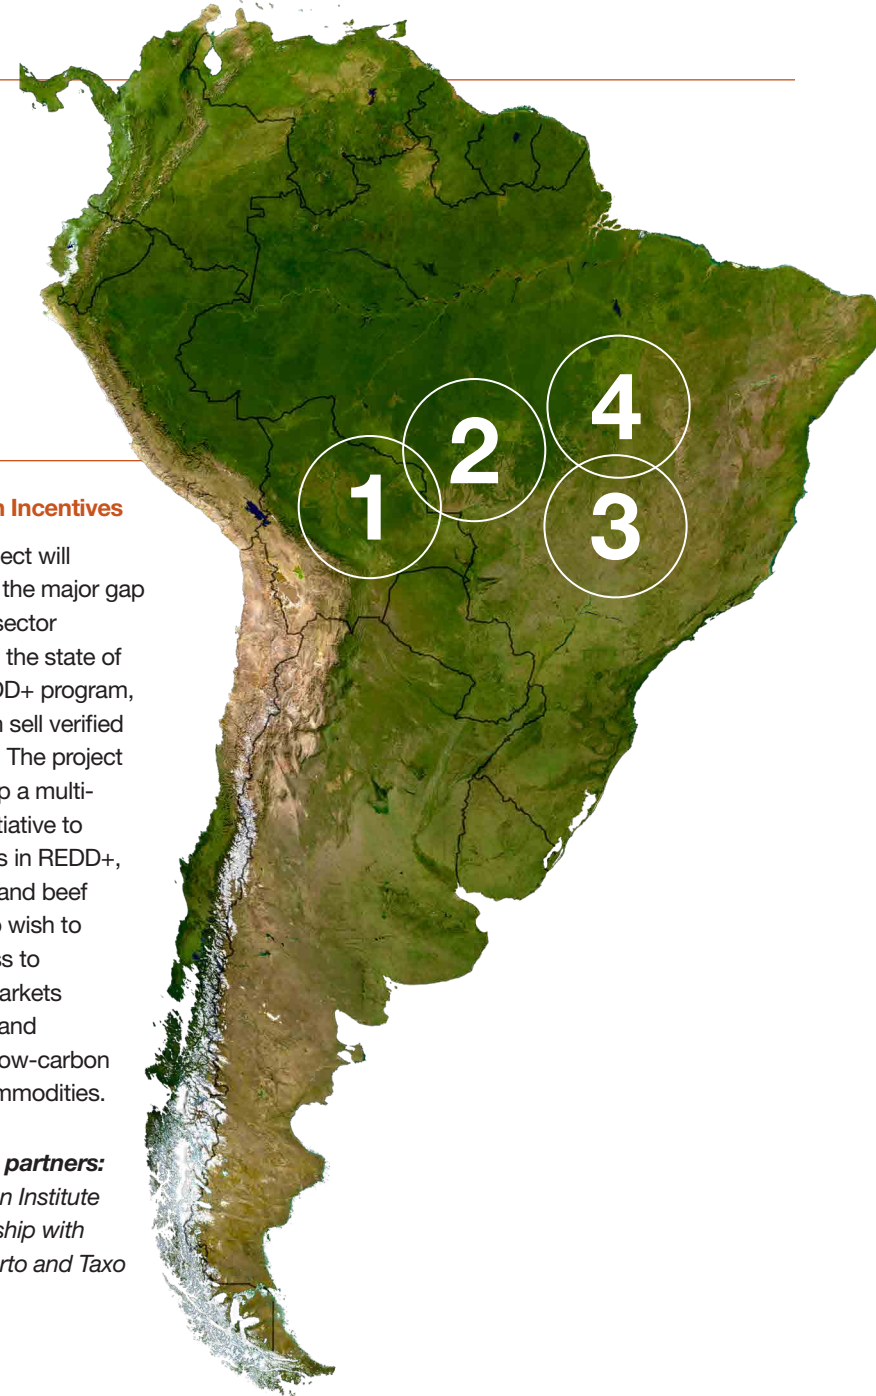 4
2
1
3
n Incentives
ect will
the major gap
sector
the state of
DD+ program,
n sell verified
The project
p a multi-
tiative to
s in REDD+,
and beef
o wish to
ss to
arkets
and
ow-carbon
mmodities.
partners:
n Institute
ship with
rto and Taxo